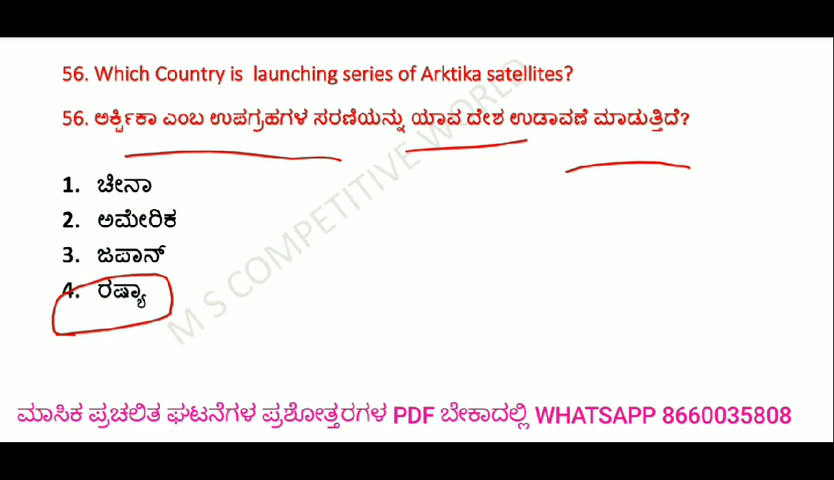 56. Which Country is launching series of Arktika satellites?
56. ಅರ್ಕ್ಟಿಕಾ ಎಂಬ ಉಪಗ್ರಹಗಳ ಸರಣಿಯನ್ನು ಯಾವ ದೇಶ ಉಡಾವಣೆ ಮಾಡುತ್ತಿದೆ?
1. ಚೀನಾ
2. ಅಮೇರಿಕ
3. ಜಪಾನ್
4. ರಷ್ಯಾ
M S COMPETITIVE WORLD
ಮಾಸಿಕ ಪ್ರಚಲಿತ ಘಟನೆಗಳ ಪ್ರಶೋತ್ತರಗಳ PDF ಬೇಕಾದಲ್ಲಿ WHATSAPP 8660035808